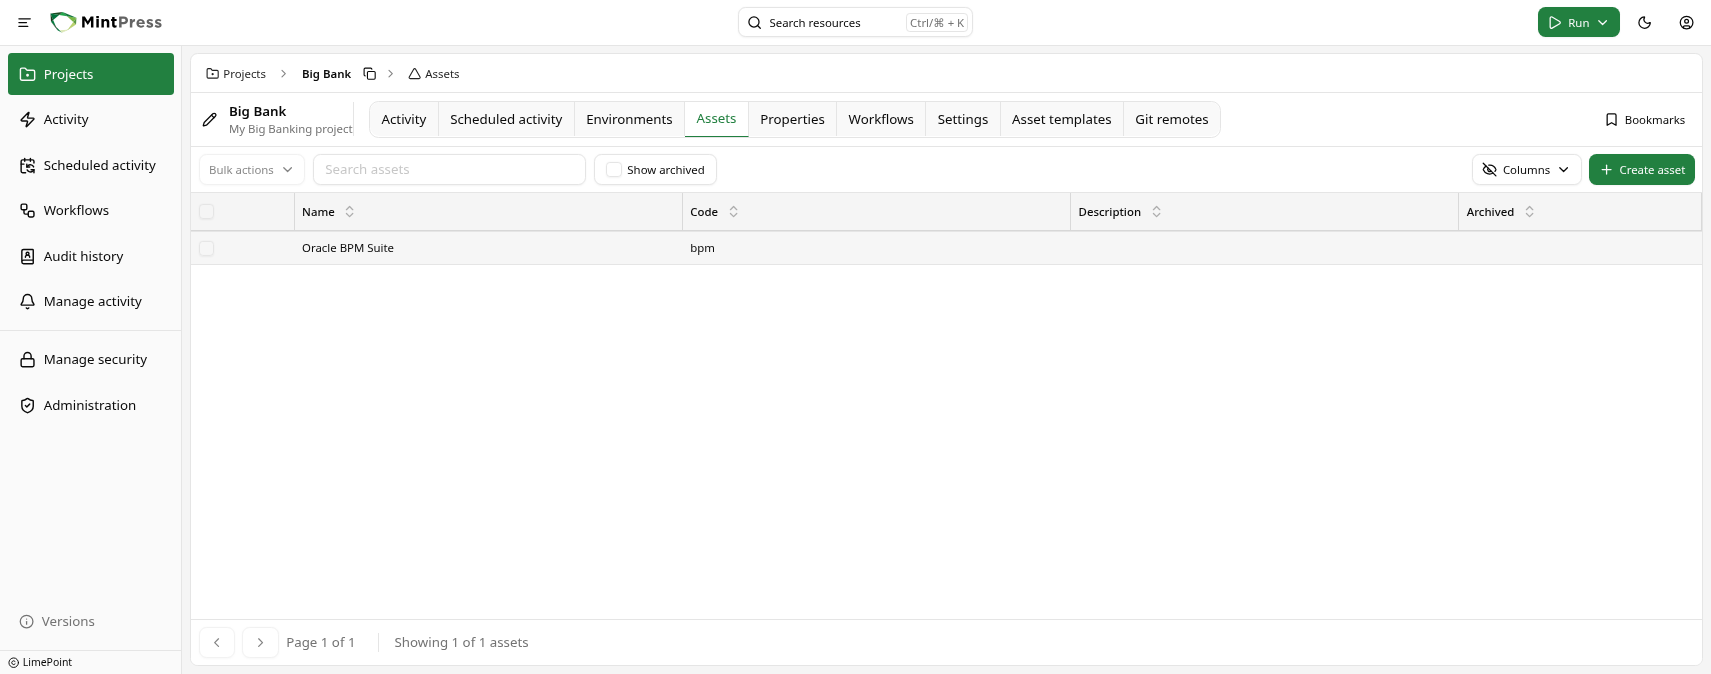 MintPress
Search resources
Ctrl/⌘ + K
Run
Projects
Activity
Scheduled activity
Workflows
Audit history
Manage activity
Manage security
Administration
Versions
LimePoint
Projects
Big Bank
Assets
Big Bank
My Big Banking project
Activity
Scheduled activity
Environments
Assets
Properties
Workflows
Settings
Asset templates
Git remotes
Bookmarks
Bulk actions
Search assets
Show archived
Columns
Create asset
Name
Code
Description
Archived
Oracle BPM Suite
bpm
Page 1 of 1
Showing 1 of 1 assets